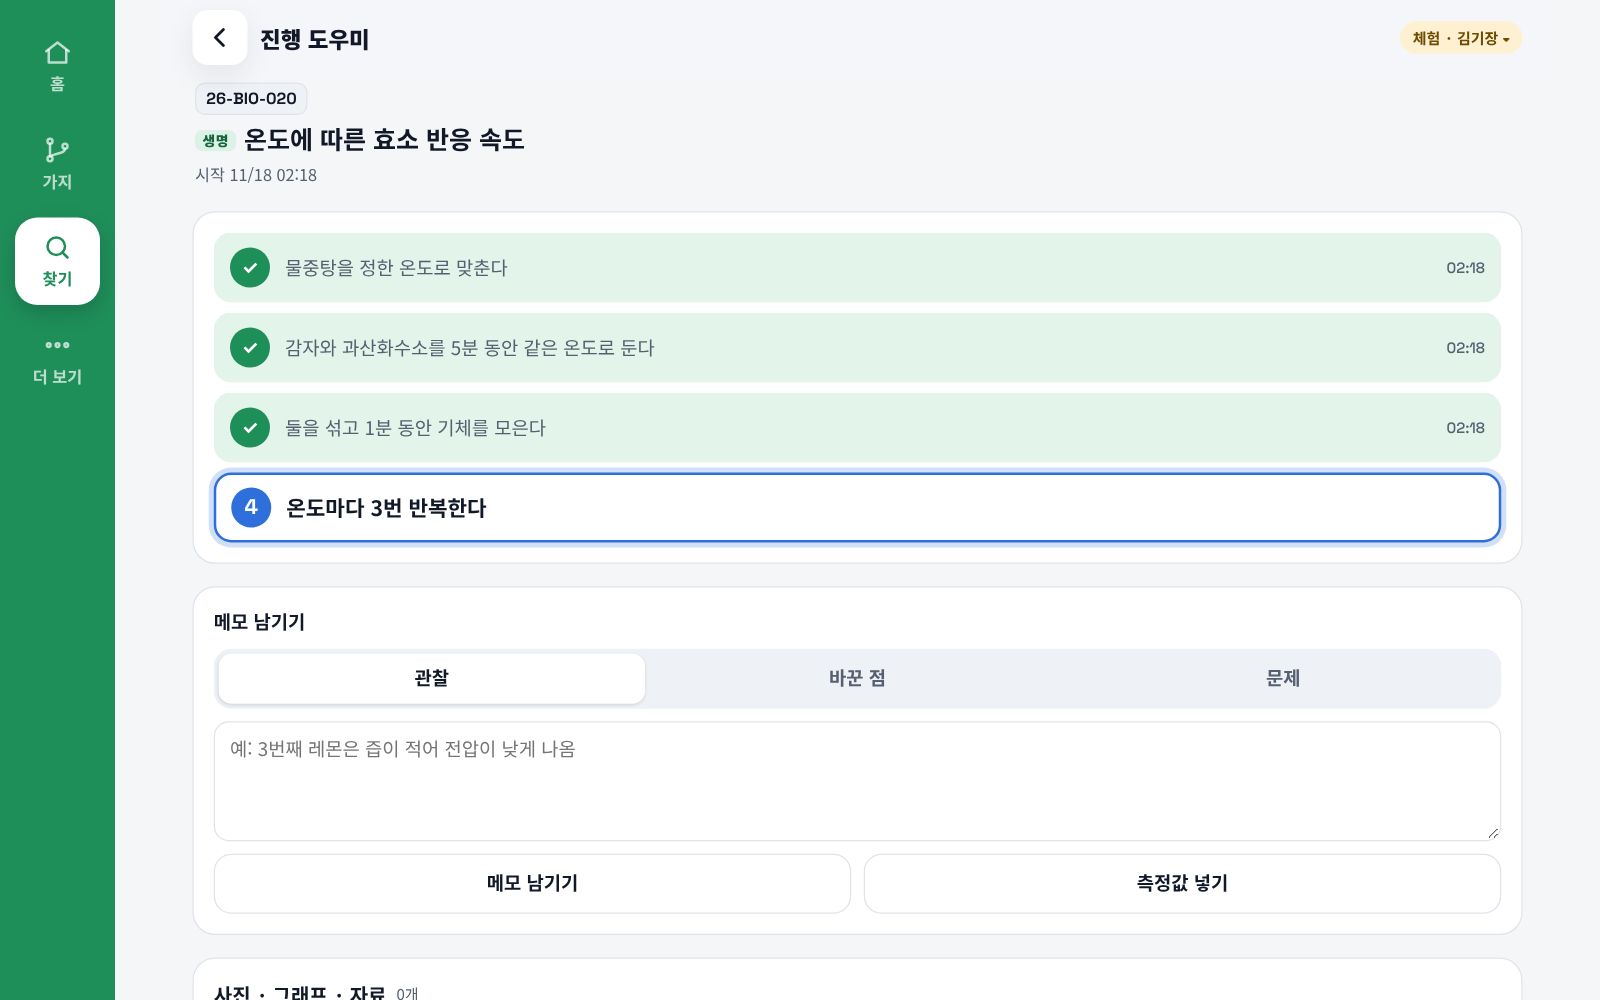 홈
가지
찾기
더 보기
진행 도우미
체험 · 김기장
26-BIO-020
생명 온도에 따른 효소 반응 속도
시작 11/18 02:18
물중탕을 정한 온도로 맞춘다 02:18
감자와 과산화수소를 5분 동안 같은 온도로 둔다 02:18
둘을 섞고 1분 동안 기체를 모은다 02:18
4 온도마다 3번 반복한다
메모 남기기
관찰 바꾼 점 문제
예: 3번째 레몬은 즙이 적어 전압이 낮게 나옴
메모 남기기 측정값 넣기
사진 · 그래프 · 자료 0개